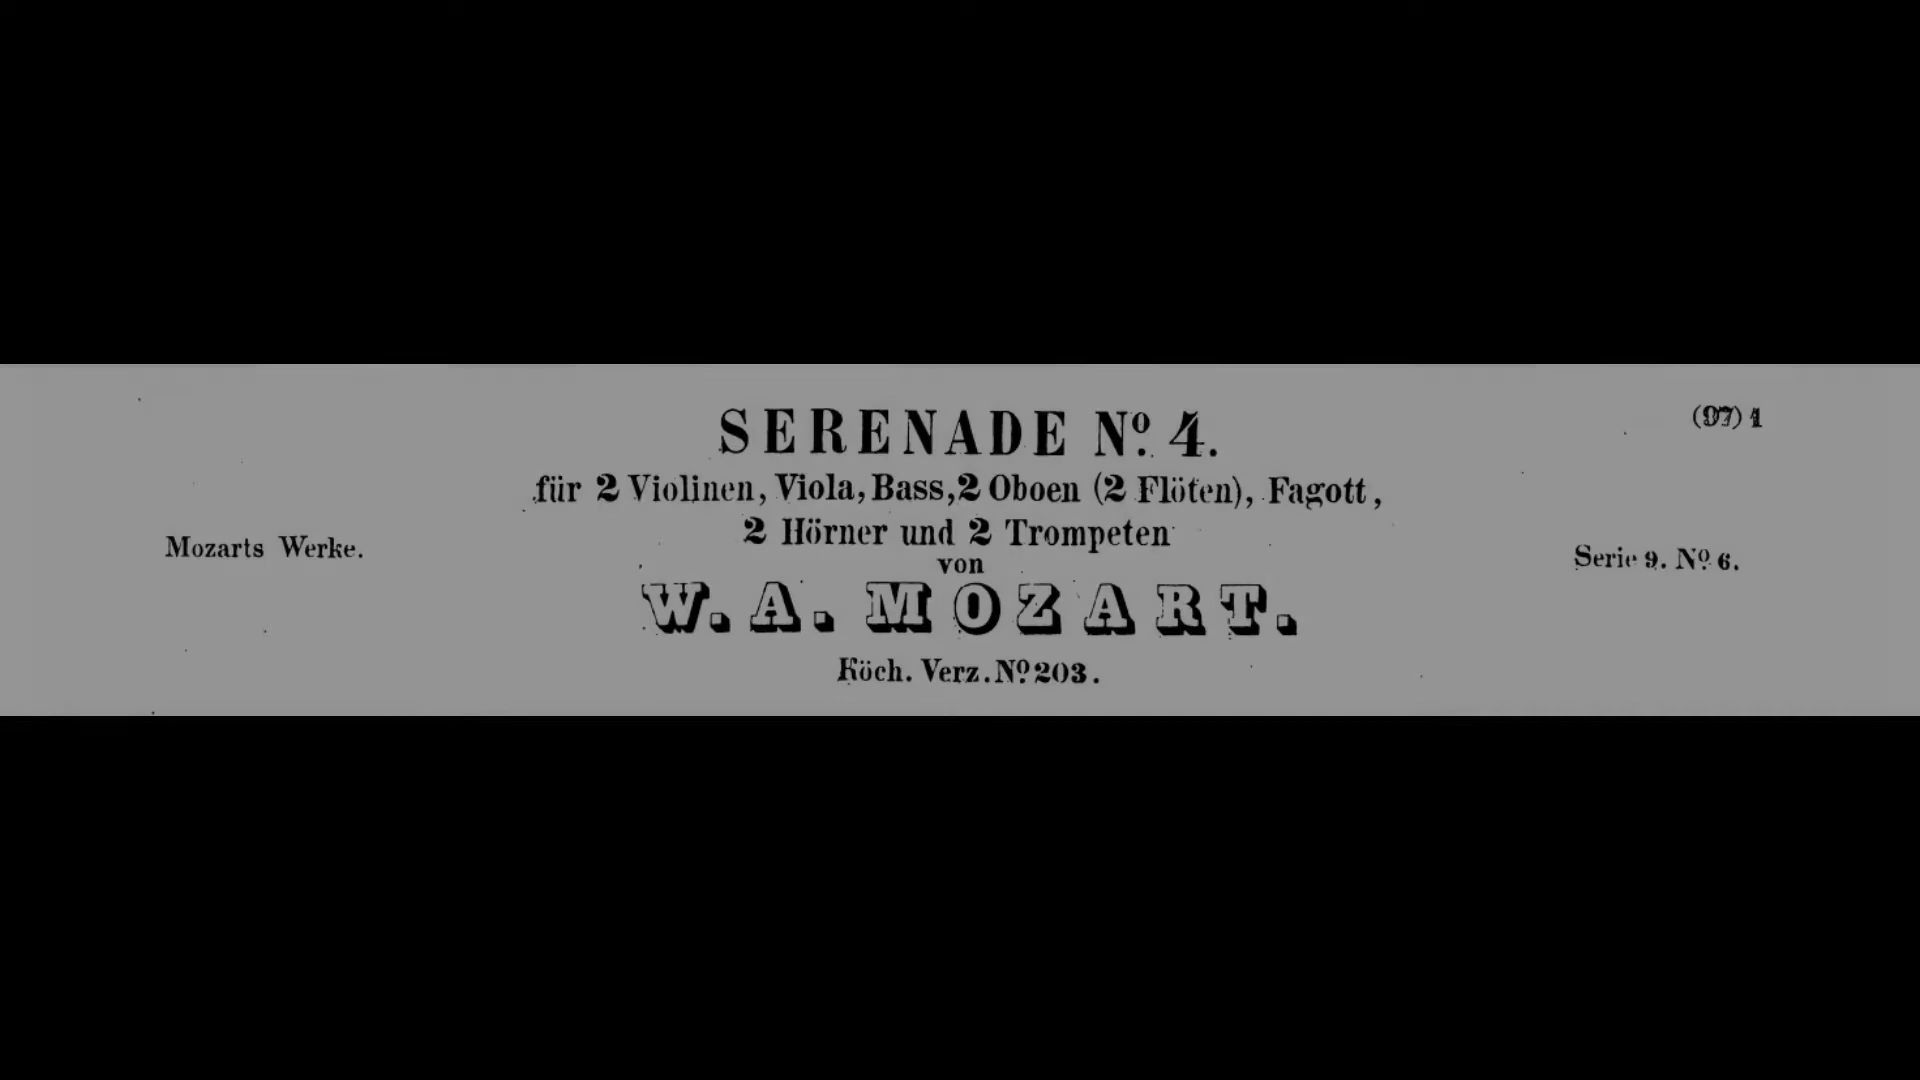 SERENADE Nº 4.
(97) 1
für 2 Violinen, Viola, Bass, 2 Oboen (2 Flöten), Fagott,
2 Hörner und 2 Trompeten
Mozarts Werke.
von
Serie 9. Nº 6.
W. A. MOZART.
Köch. Verz. Nº 203.